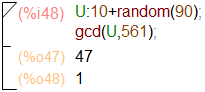 (%i48) U:10+random(90);
gcd(U,561);
(%o47) 47
(%o48) 1